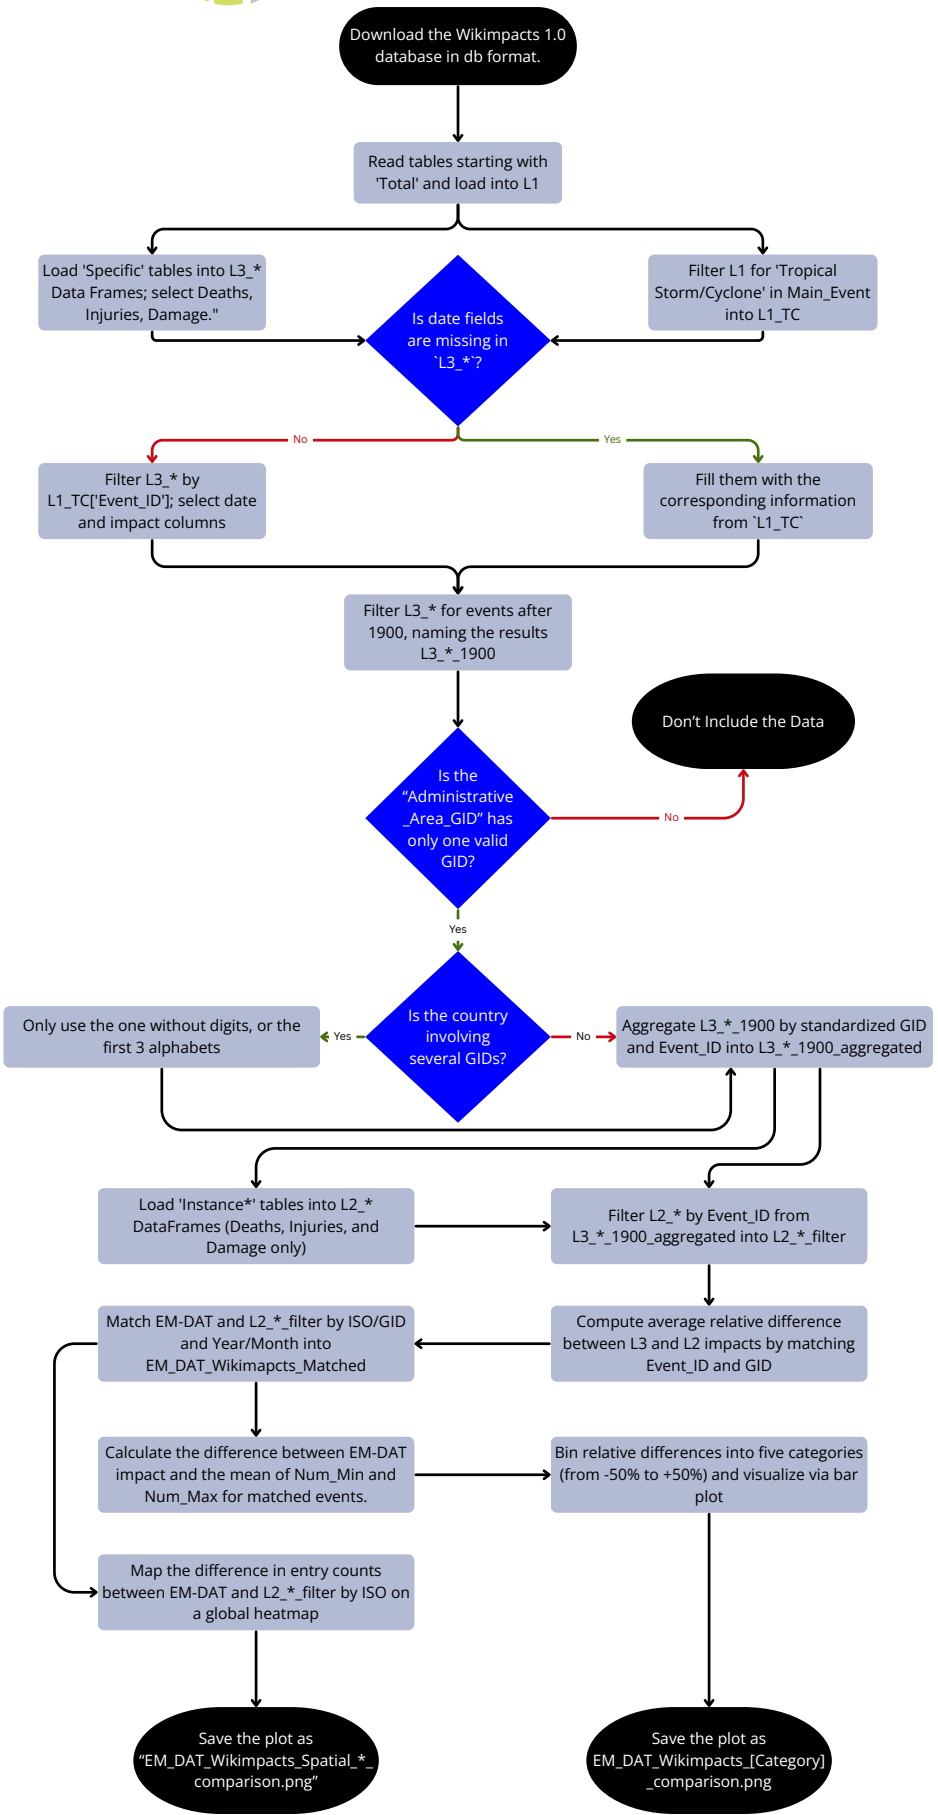 Download the Wikimpacts 1.0
database in db format.
Read tables starting with
'Total' and load into L1
Load 'Specific' tables into L3_*
Data Frames; select Deaths,
Injuries, Damage."
Is date fields
are missing in
`L3_*`?
Filter L1 for 'Tropical
Storm/Cyclone' in Main_Event
into L1_TC
No
Yes
Filter L3_* by
L1_TC['Event_ID']; select date
and impact columns
Fill them with the
corresponding information
from `L1_TC`
Filter L3_* for events after
1900, naming the results
L3_*_1900
Don’t Include the Data
Is the
“Administrative
_Area_GID” has
only one valid
GID?
No
Yes
Only use the one without digits, or the
first 3 alphabets
Yes
Is the country
involving
several GIDs?
No
Aggregate L3_*_1900 by standardized GID
and Event_ID into L3_*_1900_aggregated
Load 'Instance*' tables into L2_*
DataFrames (Deaths, Injuries, and
Damage only)
Filter L2_* by Event_ID from
L3_*_1900_aggregated into L2_*_filter
Match EM-DAT and L2_*_filter by ISO/GID
and Year/Month into
EM_DAT_Wikimapcts_Matched
Compute average relative difference
between L3 and L2 impacts by matching
Event_ID and GID
Calculate the difference between EM-DAT
impact and the mean of Num_Min and
Num_Max for matched events.
Bin relative differences into five categories
(from -50% to +50%) and visualize via bar
plot
Map the difference in entry counts
between EM-DAT and L2_*_filter by ISO on
a global heatmap
Save the plot as
“EM_DAT_Wikimpacts_Spatial_*_
comparison.png”
Save the plot as
EM_DAT_Wikimpacts_[Category]
_comparison.png